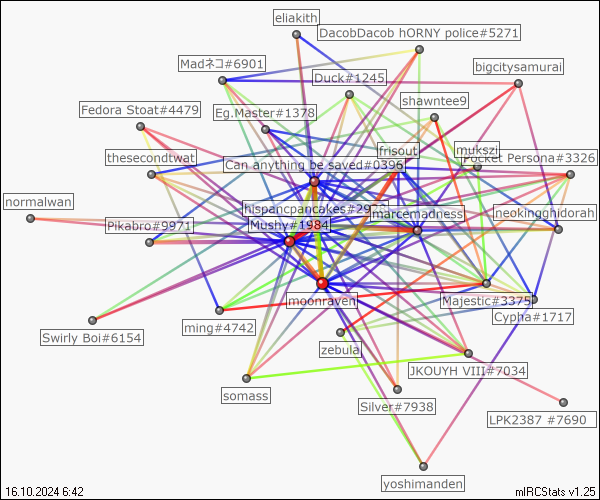 eliakith
DacobDacob hORNY police#5271
Madネコ#6901
bigcitysamurai
Duck#1245
shawntee9
Fedora Stoat#4479
Eg.Master#1378
frisout
mukszi
thesecondtwat
Can anything be saved#0396
Pocket Persona#3326
normalwan
hispancpancakes#2928
marcemadness
neokingghidorah
Pikabro#9971
Mushy#1984
moonraven
Majestic#3375
Cypha#1717
ming#4742
Swirly Boi#6154
zebula
JKOUYH VIII#7034
somass
Silver#7938
LPK2387 #7690
yoshimanden
16.10.2024 6:42
mIRCStats v1.25